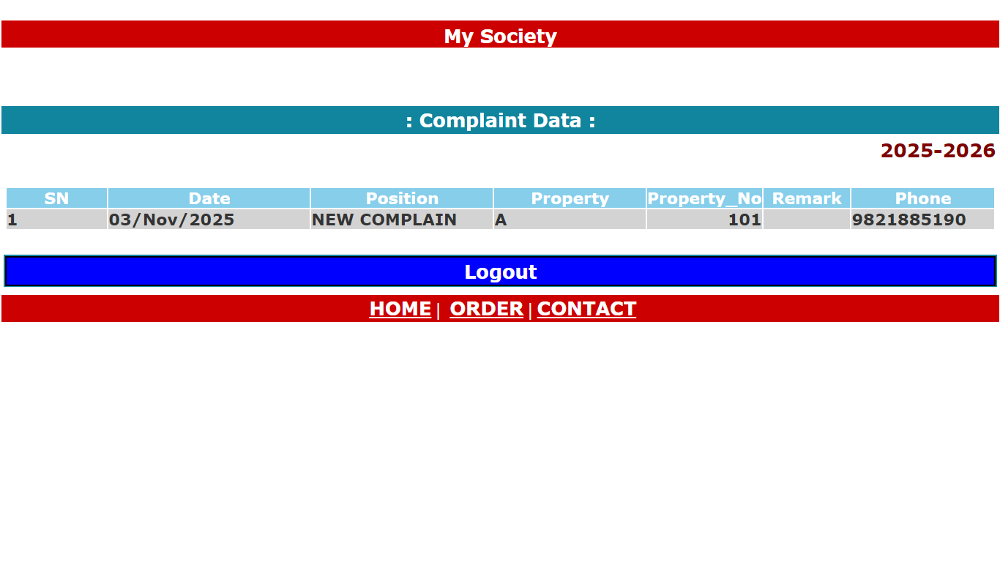 My Society
: Complaint Data :
2025-2026
SN Date Position Property Property_No Remark Phone
1 03/Nov/2025 NEW COMPLAIN A 101 9821885190
Logout
HOME | ORDER | CONTACT